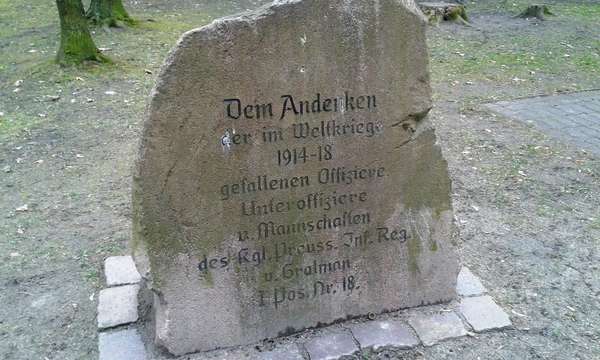 Dem Andenken
der im Weltkriege
1914-18
gefallenen Offiziere
Unteroffiziere
u. Mannschaften
des Kgl. Preuss. Inf. Reg.
v. Grolman
1. Pos. Nr. 18.